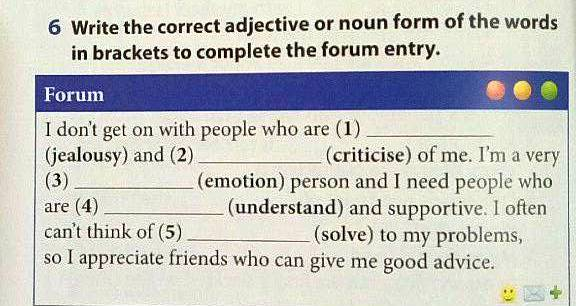 6 Write the correct adjective or noun form of the words
in brackets to complete the forum entry.
Forum
I don't get on with people who are (1) ____________
(jealousy) and (2) ____________ (criticise) of me. I'm a very
(3) ____________ (emotion) person and I need people who
are (4) ____________ (understand) and supportive. I often
can't think of (5) ____________ (solve) to my problems,
so I appreciate friends who can give me good advice.